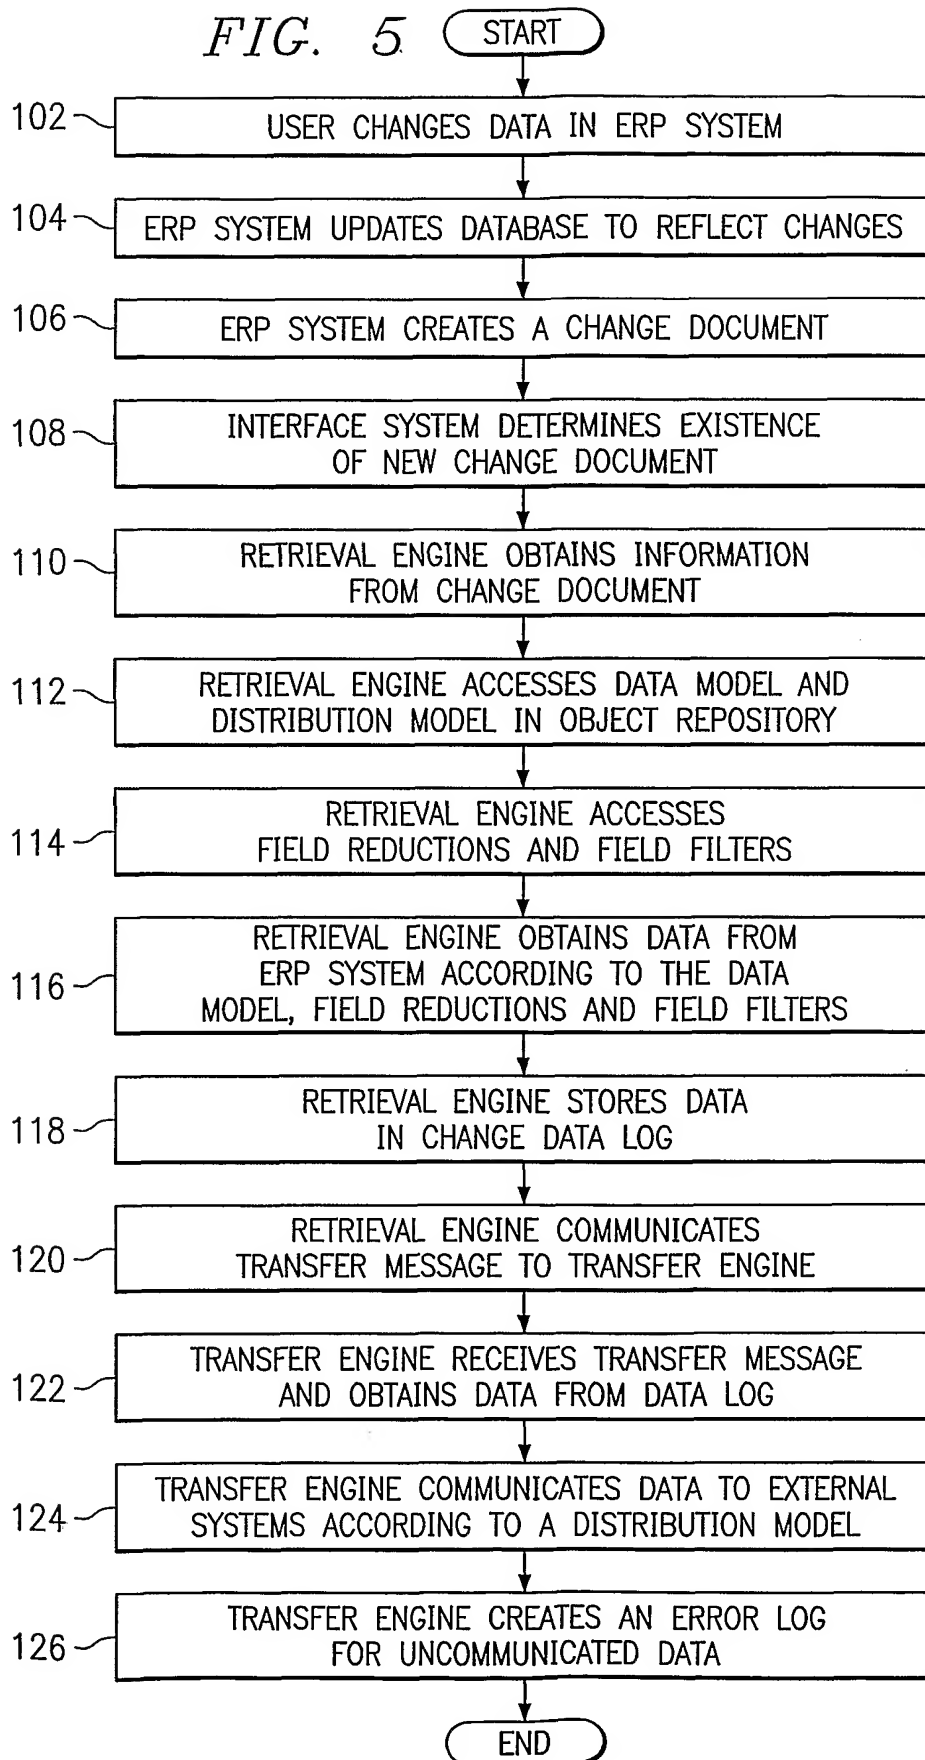 FIG. 5
START
102
USER CHANGES DATA IN ERP SYSTEM
104
ERP SYSTEM UPDATES DATABASE TO REFLECT CHANGES
106
ERP SYSTEM CREATES A CHANGE DOCUMENT
108
INTERFACE SYSTEM DETERMINES EXISTENCE
OF NEW CHANGE DOCUMENT
110
RETRIEVAL ENGINE OBTAINS INFORMATION
FROM CHANGE DOCUMENT
112
RETRIEVAL ENGINE ACCESSES DATA MODEL AND
DISTRIBUTION MODEL IN OBJECT REPOSITORY
114
RETRIEVAL ENGINE ACCESSES
FIELD REDUCTIONS AND FIELD FILTERS
116
RETRIEVAL ENGINE OBTAINS DATA FROM
ERP SYSTEM ACCORDING TO THE DATA
MODEL, FIELD REDUCTIONS AND FIELD FILTERS
118
RETRIEVAL ENGINE STORES DATA
IN CHANGE DATA LOG
120
RETRIEVAL ENGINE COMMUNICATES
TRANSFER MESSAGE TO TRANSFER ENGINE
122
TRANSFER ENGINE RECEIVES TRANSFER MESSAGE
AND OBTAINS DATA FROM DATA LOG
124
TRANSFER ENGINE COMMUNICATES DATA TO EXTERNAL
SYSTEMS ACCORDING TO A DISTRIBUTION MODEL
126
TRANSFER ENGINE CREATES AN ERROR LOG
FOR UNCOMMUNICATED DATA
END